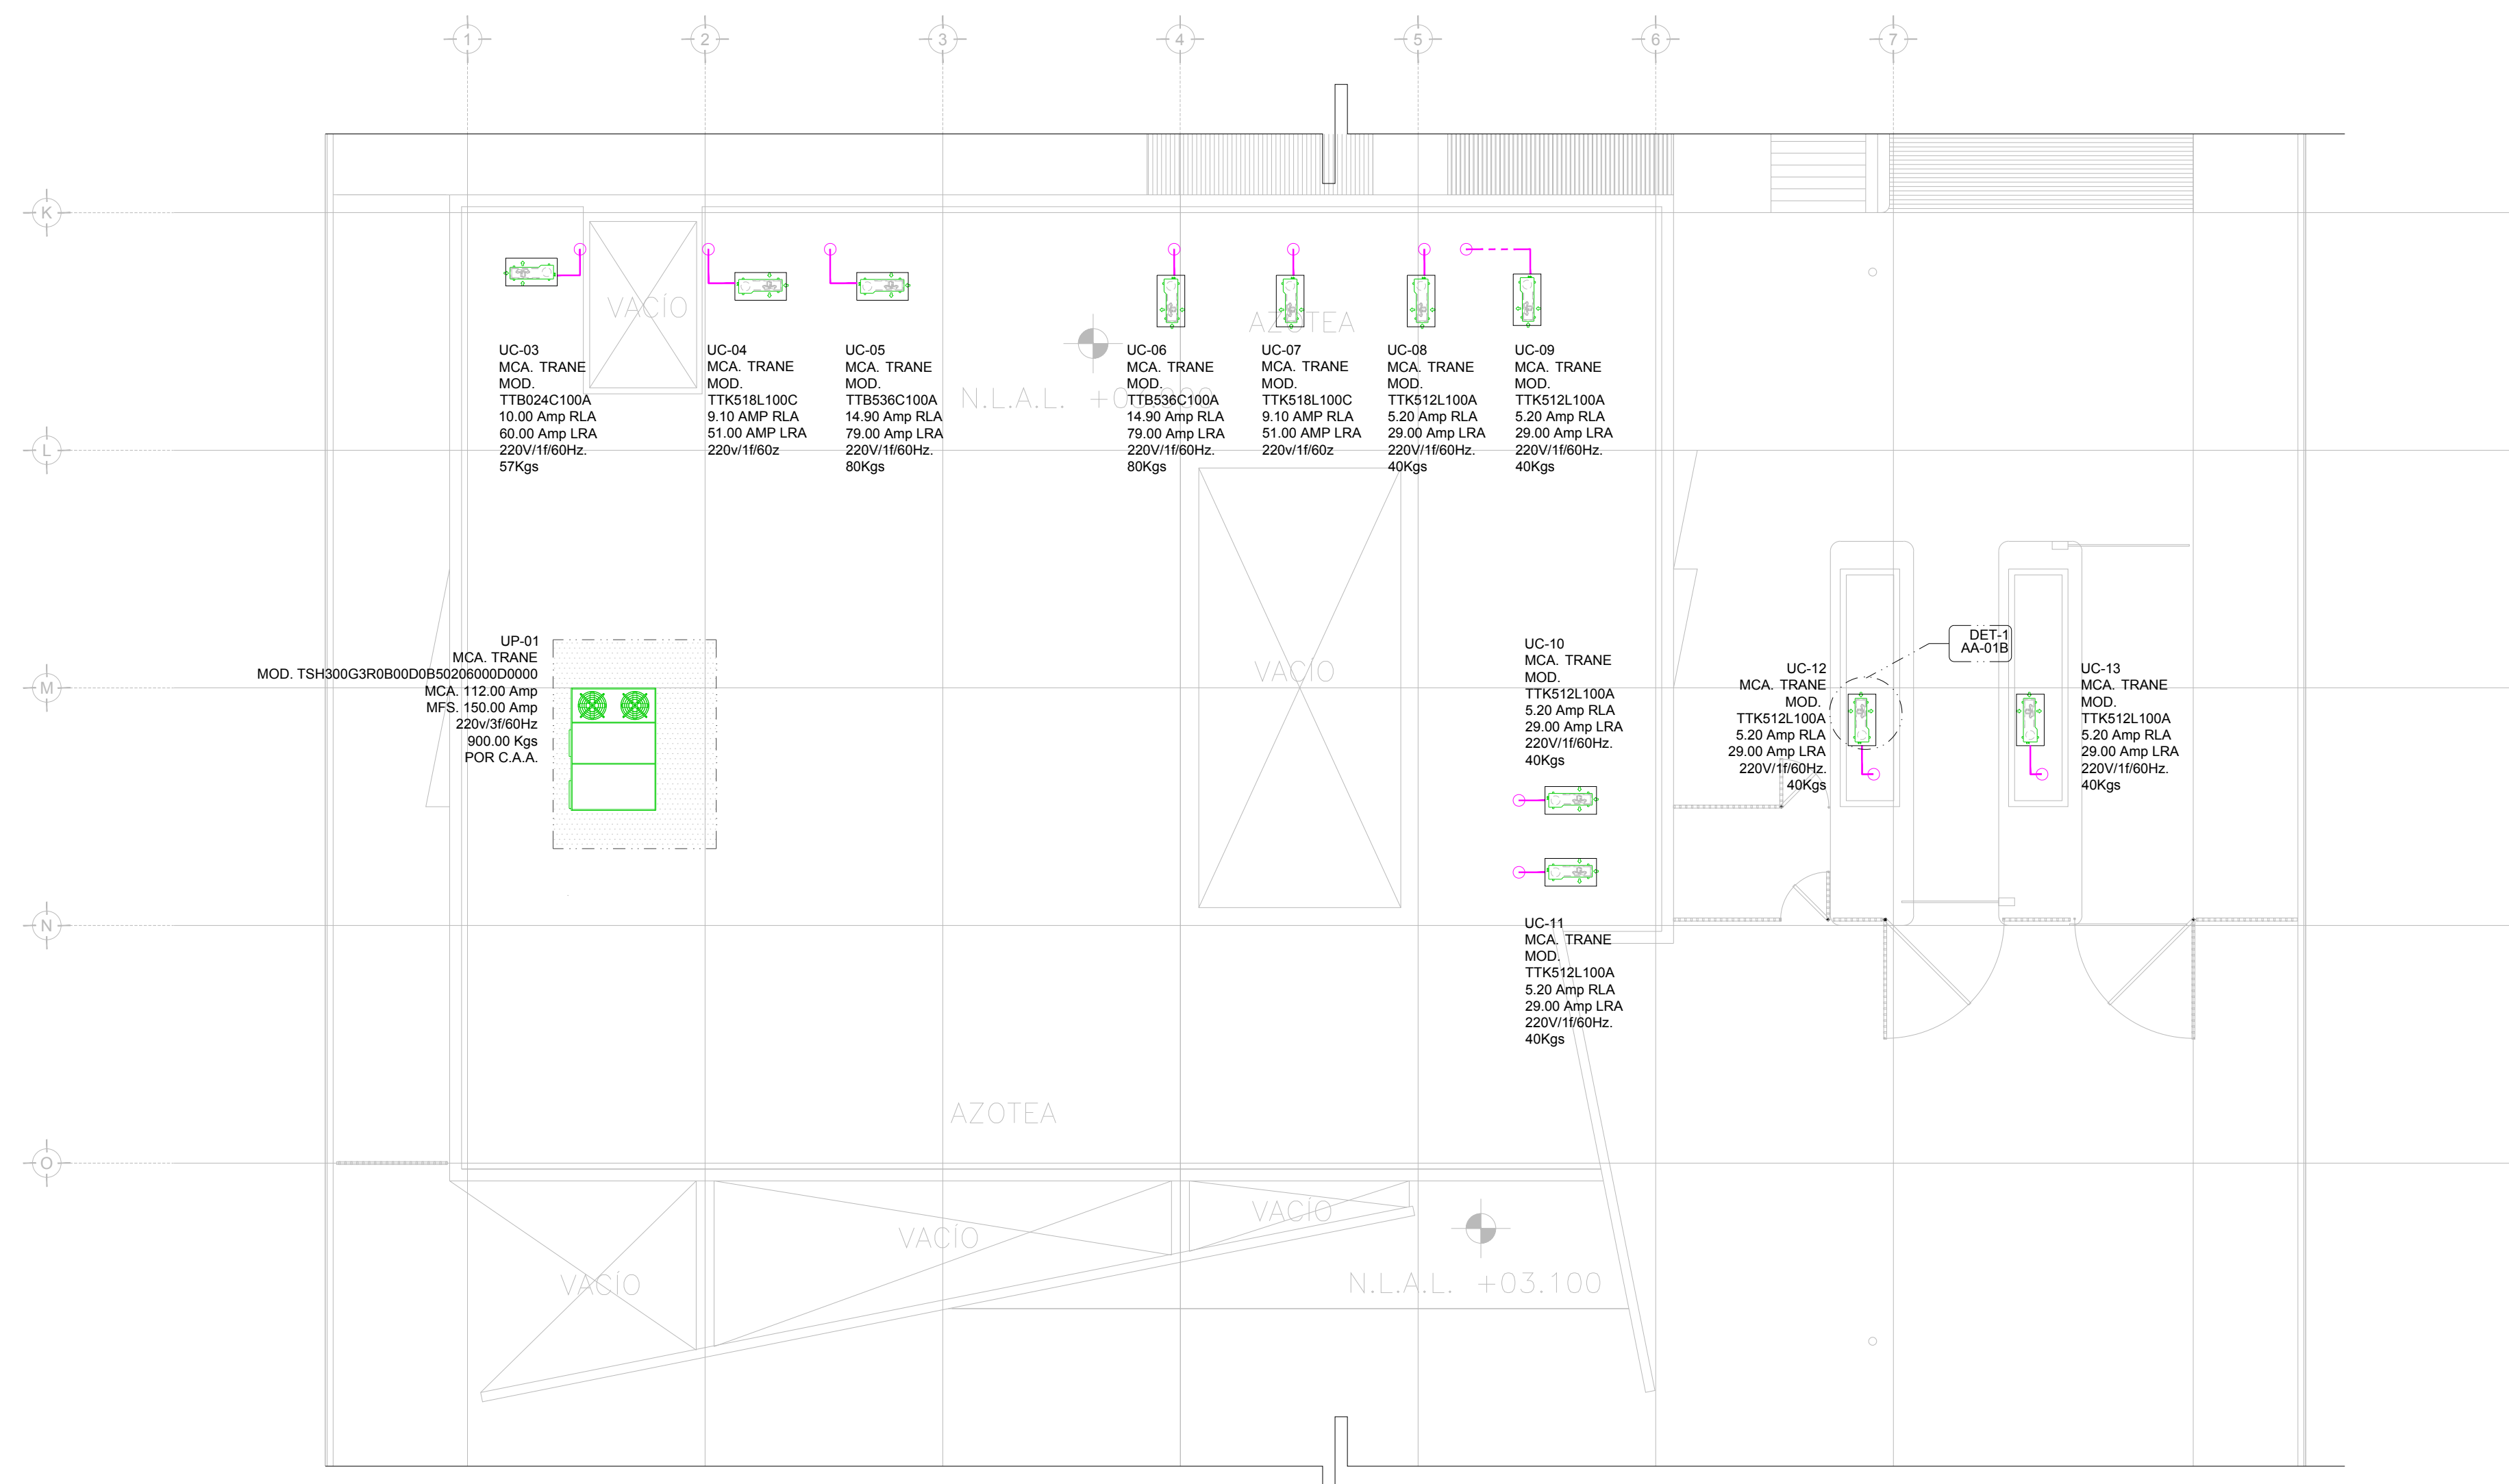 1
2
3
4
5
6
7
K
L
M
N
O
VACÍO
AZOTEA
N.L.A.L.
UC-03
MCA. TRANE
MOD.
TTB024C100A
10.00 Amp RLA
60.00 Amp LRA
220V/1f/60Hz.
57Kgs
UC-04
MCA. TRANE
MOD.
TTK518L100C
9.10 AMP RLA
51.00 AMP LRA
220v/1f/60z
UC-05
MCA. TRANE
MOD.
TTB536C100A
14.90 Amp RLA
79.00 Amp LRA
220V/1f/60Hz.
80Kgs
UC-06
MCA. TRANE
MOD.
TTB536C100A
14.90 Amp RLA
79.00 Amp LRA
220V/1f/60Hz.
80Kgs
UC-07
MCA. TRANE
MOD.
TTK518L100C
9.10 AMP RLA
51.00 AMP LRA
220v/1f/60z
UC-08
MCA. TRANE
MOD.
TTK512L100A
5.20 Amp RLA
29.00 Amp LRA
220V/1f/60Hz.
40Kgs
UC-09
MCA. TRANE
MOD.
TTK512L100A
5.20 Amp RLA
29.00 Amp LRA
220V/1f/60Hz.
40Kgs
UP-01
MCA. TRANE
MOD. TSH300G3R0B00D0B50206000D0000
MCA. 112.00 Amp
MFS. 150.00 Amp
220v/3f/60Hz
900.00 Kgs
POR C.A.A.
VACÍO
UC-10
MCA. TRANE
MOD.
TTK512L100A
5.20 Amp RLA
29.00 Amp LRA
220V/1f/60Hz.
40Kgs
UC-11
MCA. TRANE
MOD.
TTK512L100A
5.20 Amp RLA
29.00 Amp LRA
220V/1f/60Hz.
40Kgs
DET-1
AA-01B
UC-12
MCA. TRANE
MOD.
TTK512L100A
5.20 Amp RLA
29.00 Amp LRA
220V/1f/60Hz.
40Kgs
UC-13
MCA. TRANE
MOD.
TTK512L100A
5.20 Amp RLA
29.00 Amp LRA
220V/1f/60Hz.
40Kgs
AZOTEA
VACÍO
VACÍO
VACÍO
N.L.A.L. +03.100